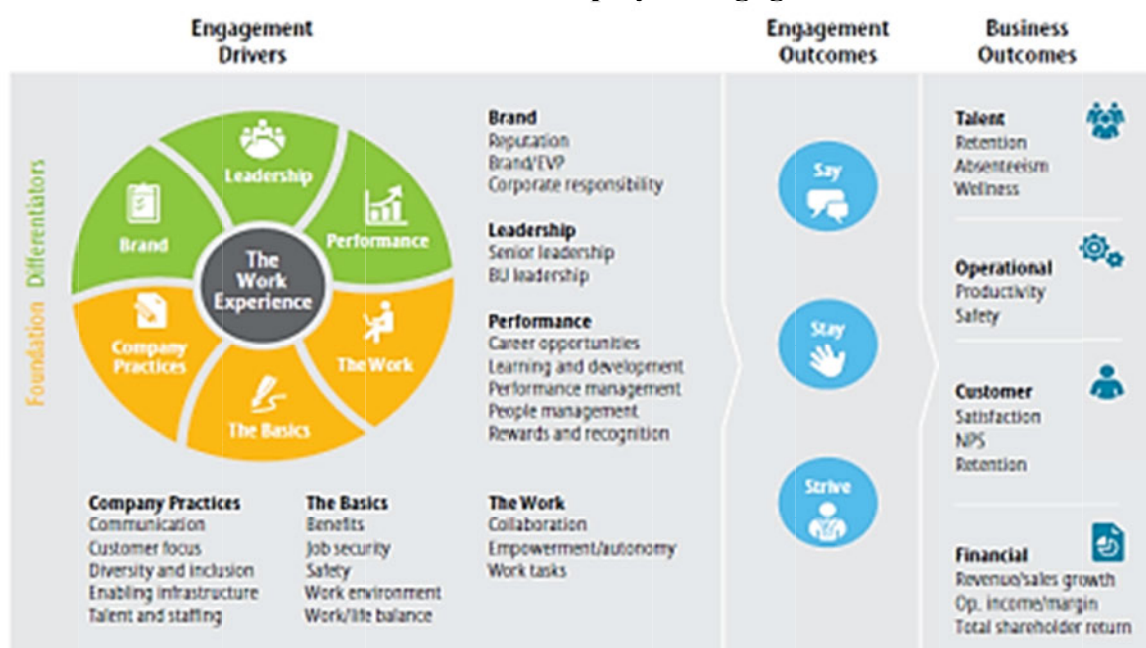 Engagement
Drivers
Engagement
Outcomes
Business
Outcomes
Differentiators
Foundation
Leadership
Performance
Brand
The
Work
Experience
Company
Practices
The Work
The Basics
Brand
Reputation
Brand/EVP
Corporate responsibility
Leadership
Senior leadership
BU leadership
Performance
Career opportunities
Learning and development
Performance management
People management
Rewards and recognition
Company Practices
Communication
Customer focus
Diversity and inclusion
Enabling infrastructure
Talent and staffing
The Basics
Benefits
Job security
Safety
Work environment
Work/life balance
The Work
Collaboration
Empowerment/autonomy
Work tasks
Say
Stay
Strive
Talent
Retention
Absenteeism
Wellness
Operational
Productivity
Safety
Customer
Satisfaction
NPS
Retention
Financial
Revenue/sales growth
Op. income/margin
Total shareholder return